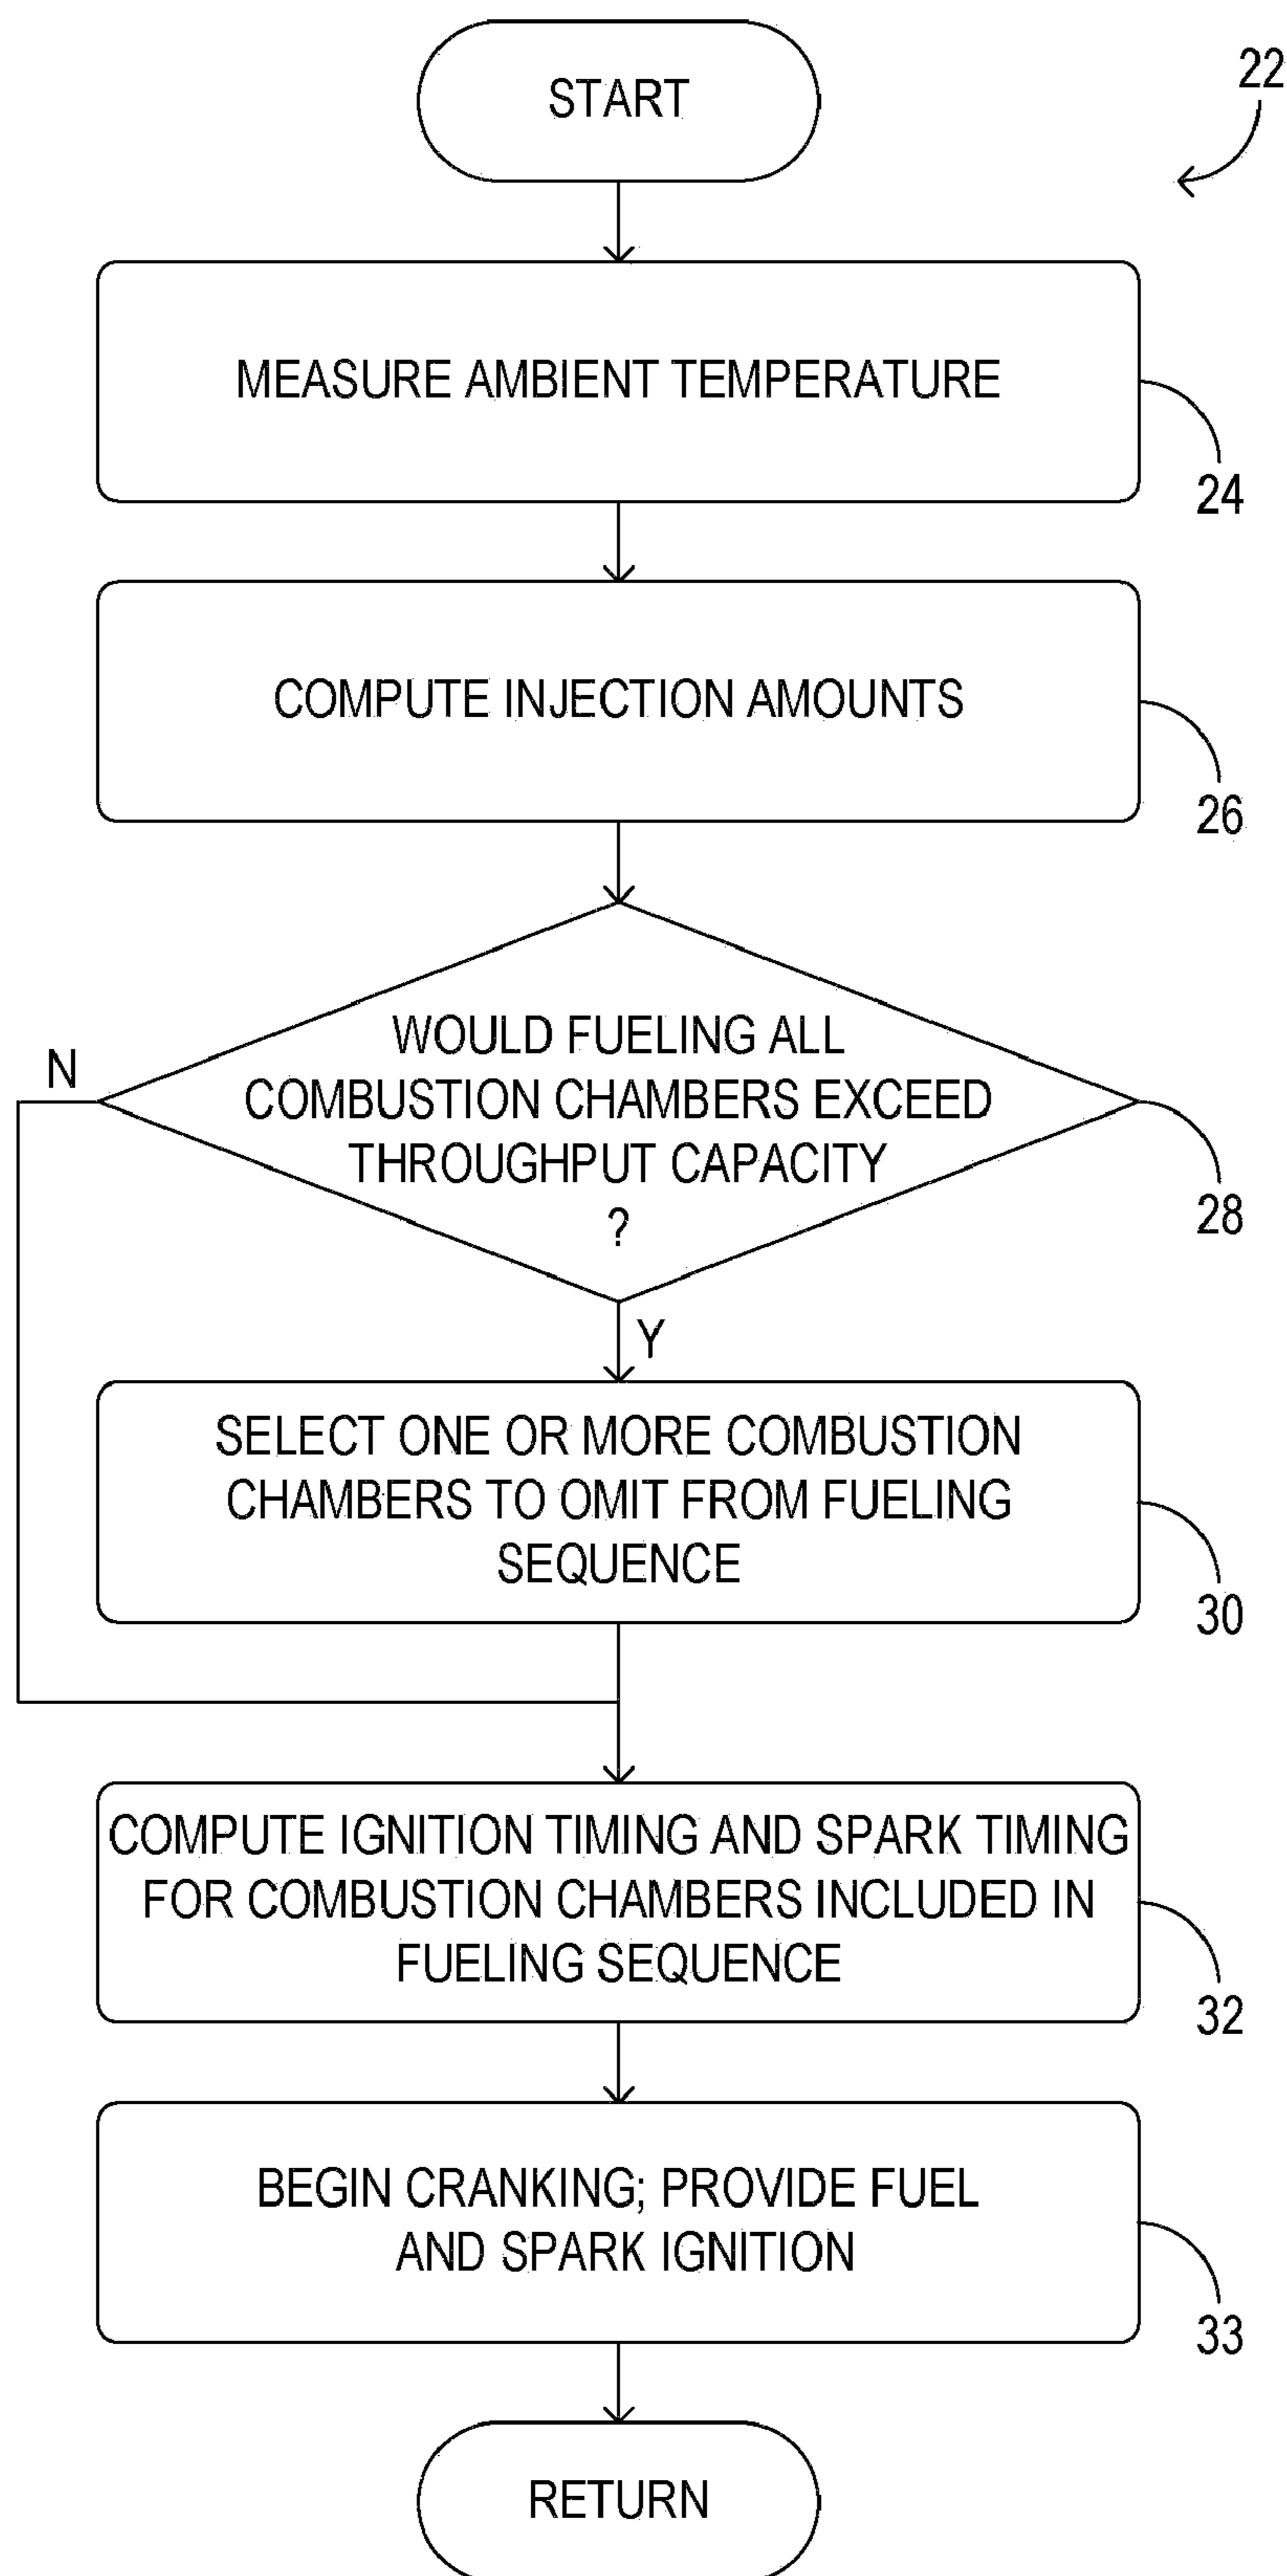 START
22
MEASURE AMBIENT TEMPERATURE
24
COMPUTE INJECTION AMOUNTS
26
WOULD FUELING ALL
COMBUSTION CHAMBERS EXCEED
THROUGHPUT CAPACITY
?
N
28
Y
SELECT ONE OR MORE COMBUSTION
CHAMBERS TO OMIT FROM FUELING
SEQUENCE
30
COMPUTE IGNITION TIMING AND SPARK TIMING
FOR COMBUSTION CHAMBERS INCLUDED IN
FUELING SEQUENCE
32
BEGIN CRANKING; PROVIDE FUEL
AND SPARK IGNITION
33
RETURN